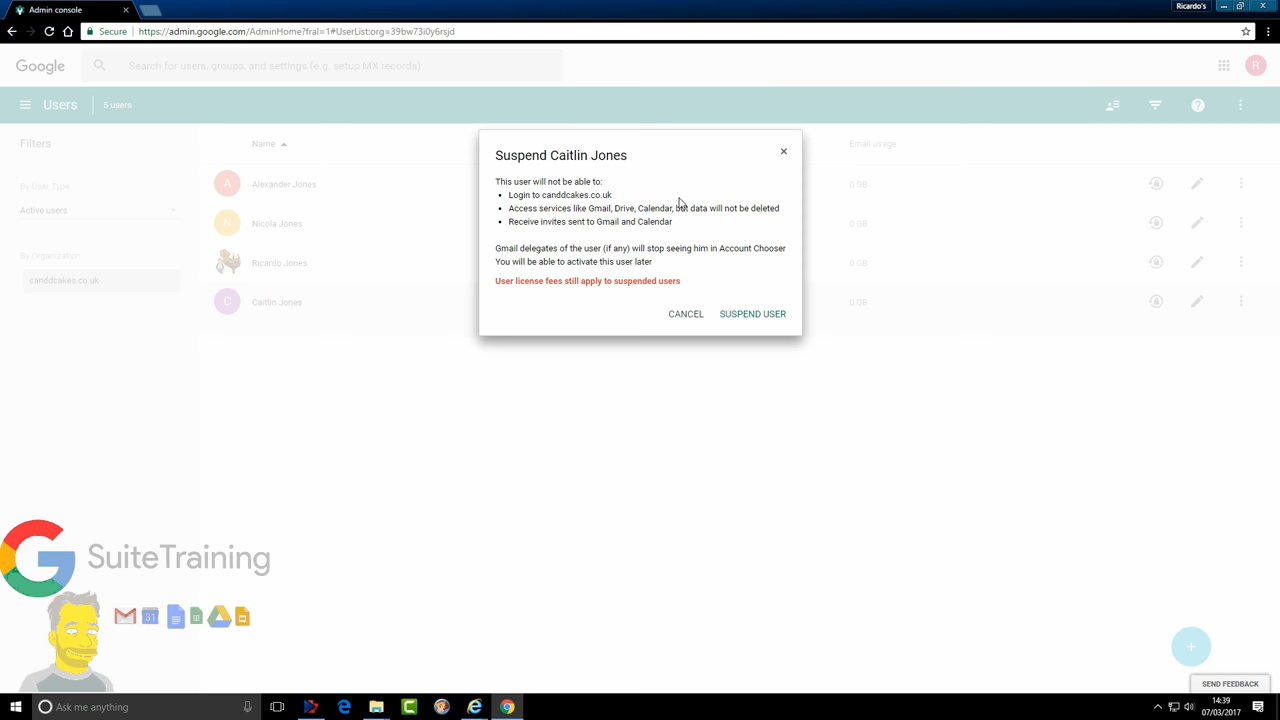 Admin console
Ricardo's
Secure
https://admin.google.com/AdminHome?fral=1#UserList:org=39bw73i0y6rsjd
Google
Search for users, groups, and settings (e.g. setup MX records)
R
Users
5 users
Filters
Name
Email usage
By User Type
Active users
By Organization
canddcakes.co.uk
A
Alexander Jones
0 GB
N
Nicola Jones
0 GB
Ricardo Jones
0 GB
C
Caitlin Jones
0 GB
Suspend Caitlin Jones
This user will not be able to:
• Login to canddcakes.co.uk
• Access services like Gmail, Drive, Calendar, but data will not be deleted
• Receive invites sent to Gmail and Calendar
Gmail delegates of the user (if any) will stop seeing him in Account Chooser
You will be able to activate this user later
User license fees still apply to suspended users
CANCEL
SUSPEND USER
SuiteTraining
31
SEND FEEDBACK
Ask me anything
14:39
07/03/2017